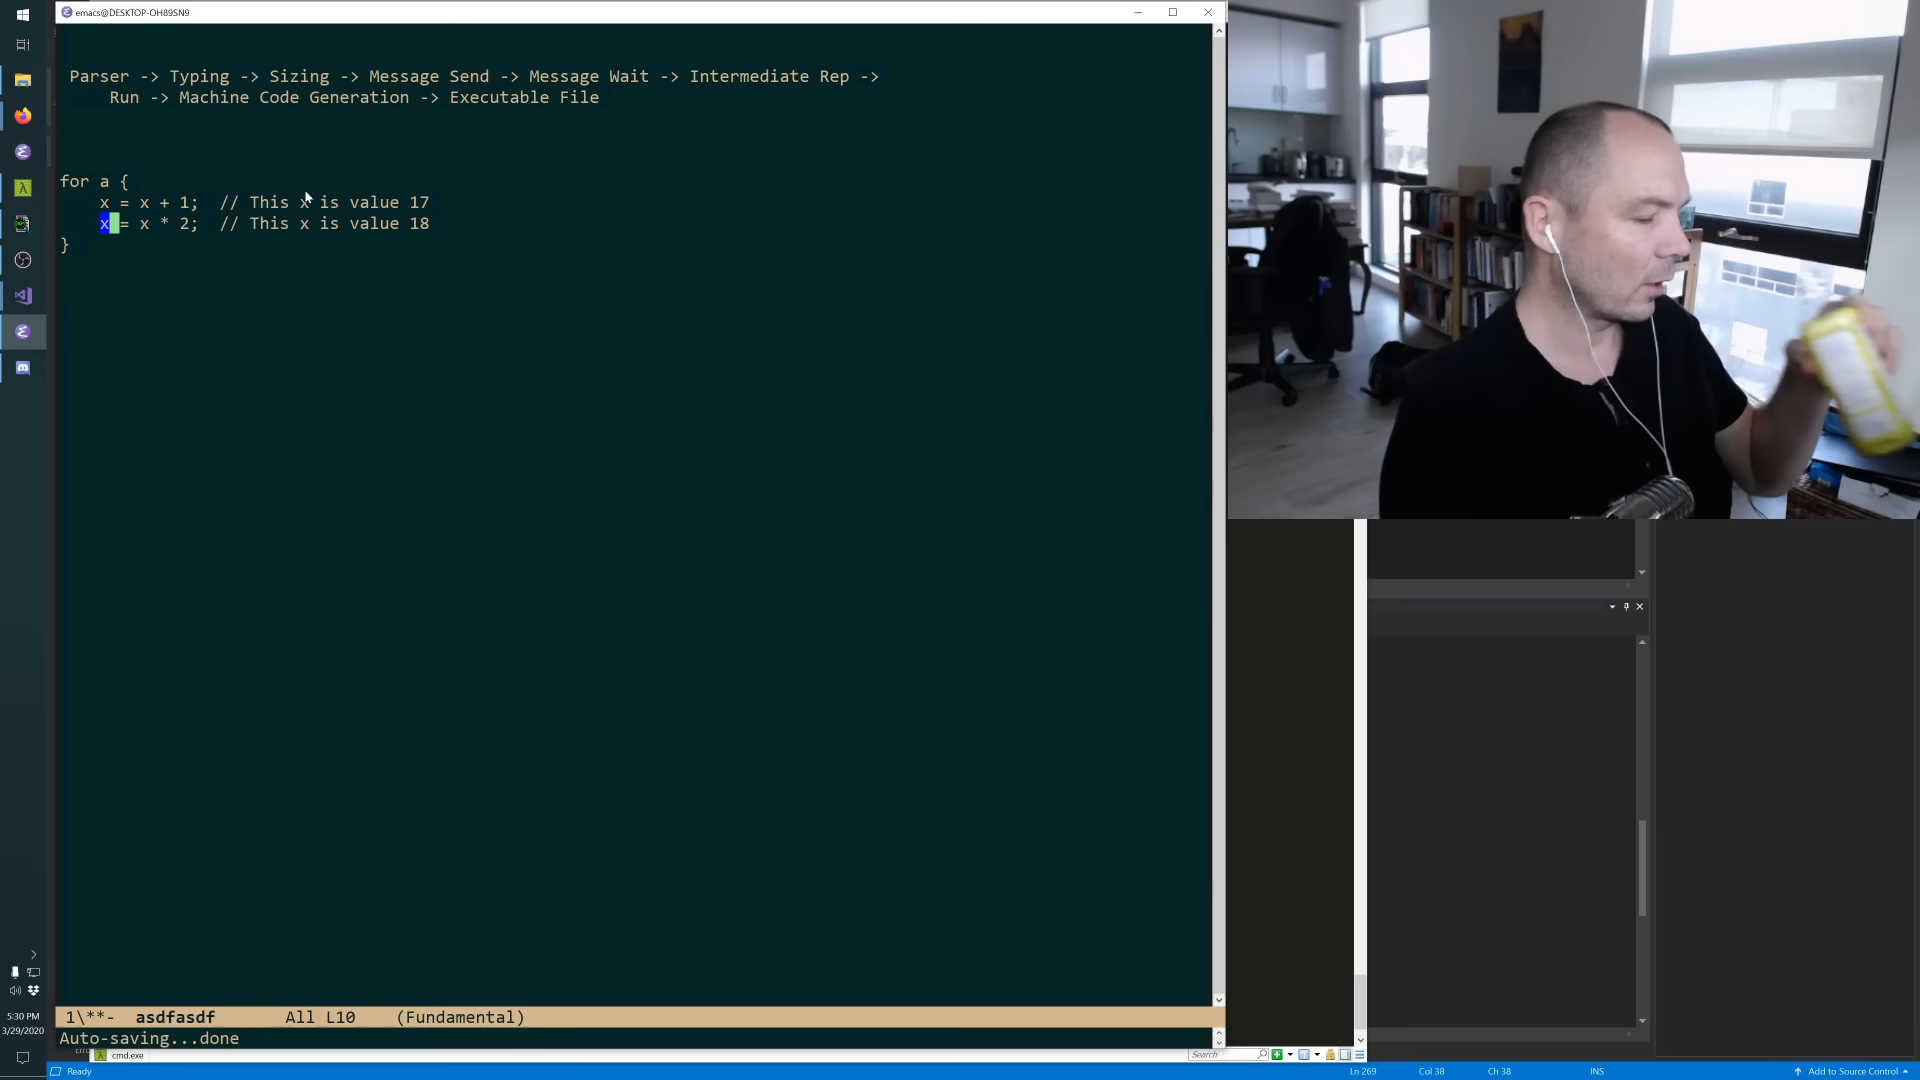 emacs@DESKTOP-OH89SN9
Parser -> Typing -> Sizing -> Message Send -> Message Wait -> Intermediate Rep ->
Run -> Machine Code Generation -> Executable File
for a {
x = x + 1;  // This x is value 17
x = x * 2;  // This x is value 18
}
1\**-  asdfasdf       All L10    (Fundamental)
Auto-saving...done
cmd.exe
Search
Ready
Ln 269
Col 38
Ch 38
INS
Add to Source Control
5:30 PM
3/29/2020